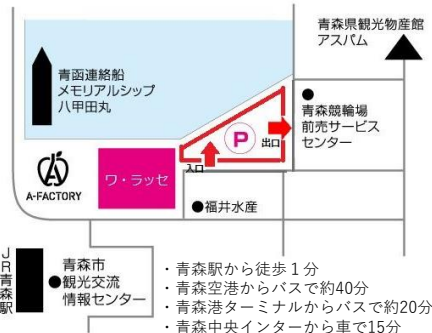 青森県観光物産館
アスパム
青函連絡船
メモリアルシップ
八甲田丸
青森競輪場
前売サービス
センター
P
出口
入口
A-FACTORY
ワ・ラッセ
●福井水産
JR青森駅
青森市
●観光交流
情報センター
・青森駅から徒歩１分
・青森空港からバスで約40分
・青森港ターミナルからバスで約20分
・青森中央インターから車で15分